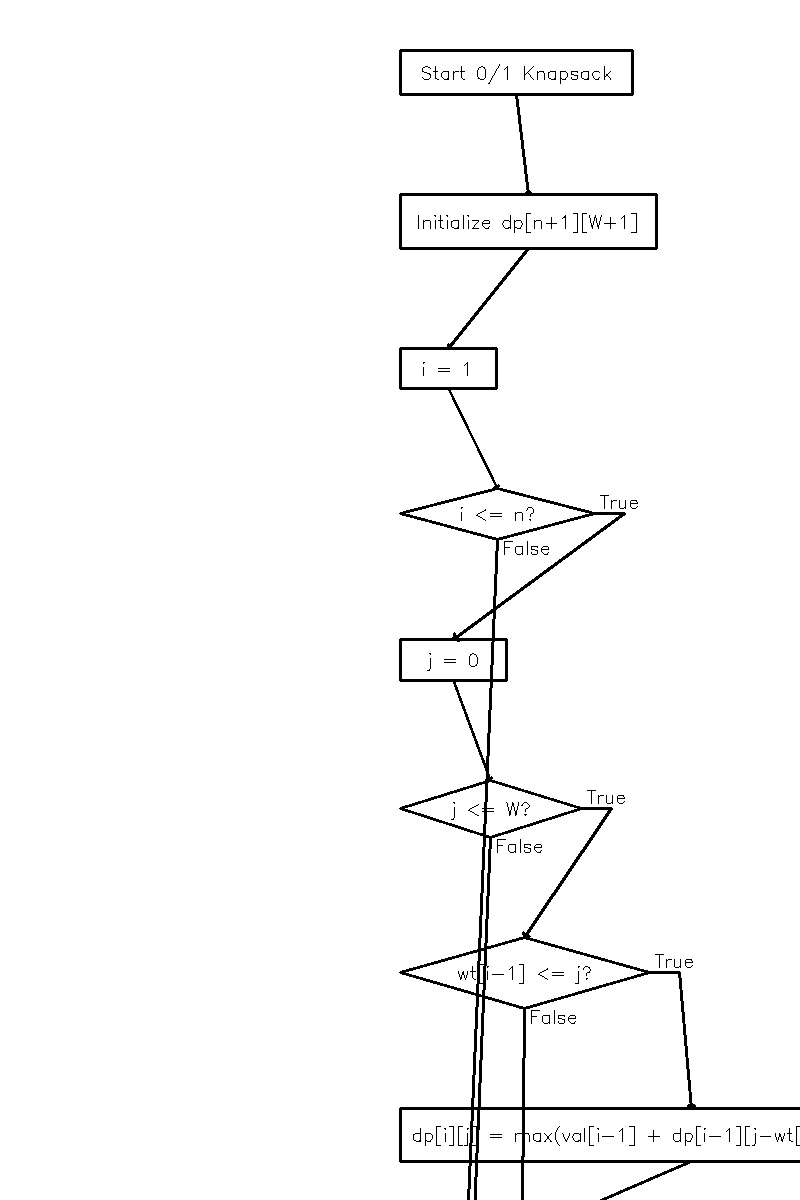 Start 0/1 Knapsack
Initialize dp[n+1][W+1]
i = 1
i <= n?
True
False
j = 0
j <= W?
True
False
wt[i-1] <= j?
True
False
dp[i][j] = max(val[i-1] + dp[i-1][j-wt[